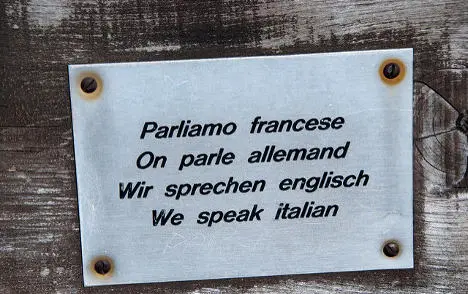 Parliamo francese
On parle allemand
Wir sprechen englisch
We speak italian